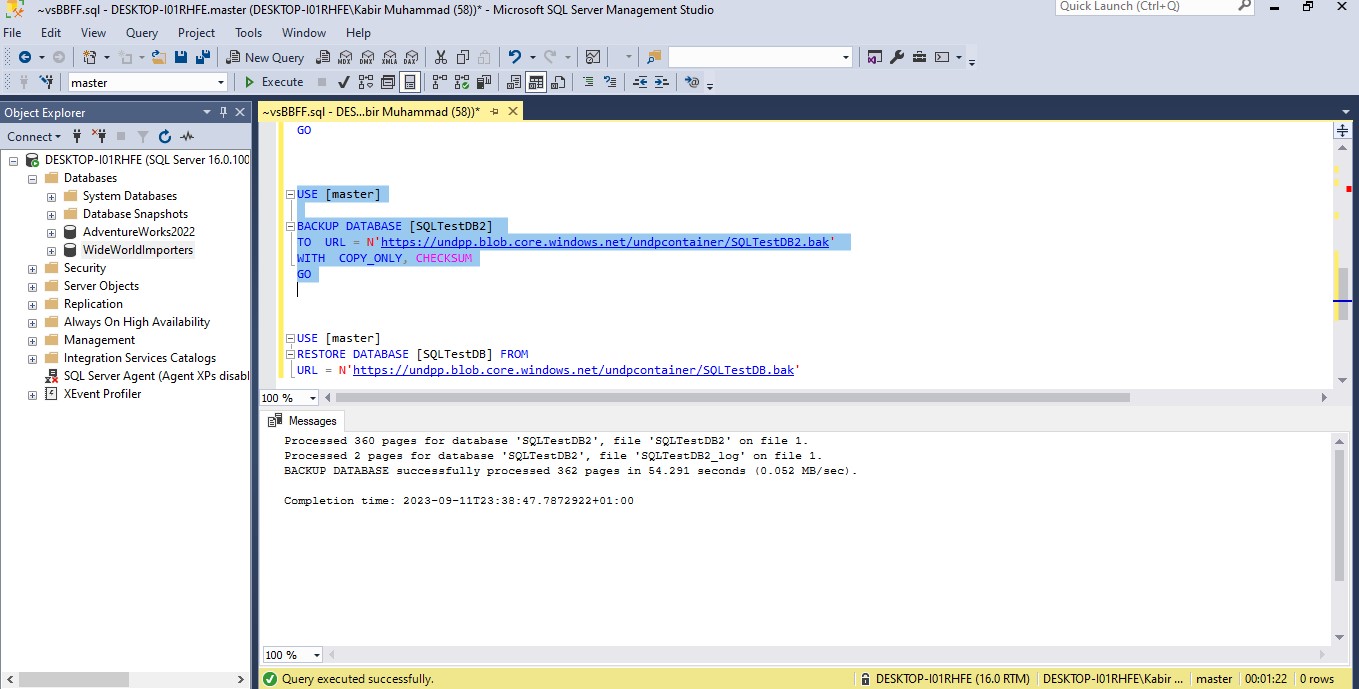 ~vsBBFF.sql - DESKTOP-I01RHFE.master (DESKTOP-I01RHFE\Kabir Muhammad (58))* - Microsoft SQL Server Management Studio
Quick Launch (Ctrl+Q)
File Edit View Query Project Tools Window Help
New Query
MDX DMX XMLA DAX
master
Execute
Object Explorer
~vsBBFF.sql - DES...bir Muhammad (58))*
Connect
DESKTOP-I01RHFE (SQL Server 16.0.100
Databases
System Databases
Database Snapshots
AdventureWorks2022
WideWorldImporters
Security
Server Objects
Replication
Always On High Availability
Management
Integration Services Catalogs
SQL Server Agent (Agent XPs disabl
XEvent Profiler
GO
USE [master]
BACKUP DATABASE [SQLTestDB2]
TO  URL = N'https://undpp.blob.core.windows.net/undpcontainer/SQLTestDB2.bak'
WITH  COPY_ONLY, CHECKSUM
GO
USE [master]
RESTORE DATABASE [SQLTestDB] FROM
URL = N'https://undpp.blob.core.windows.net/undpcontainer/SQLTestDB.bak'
100 %
Messages
Processed 360 pages for database 'SQLTestDB2', file 'SQLTestDB2' on file 1.
Processed 2 pages for database 'SQLTestDB2', file 'SQLTestDB2_log' on file 1.
BACKUP DATABASE successfully processed 362 pages in 54.291 seconds (0.052 MB/sec).
Completion time: 2023-09-11T23:38:47.7872922+01:00
100 %
Query executed successfully.
DESKTOP-I01RHFE (16.0 RTM)
DESKTOP-I01RHFE\Kabir ...
master
00:01:22
0 rows